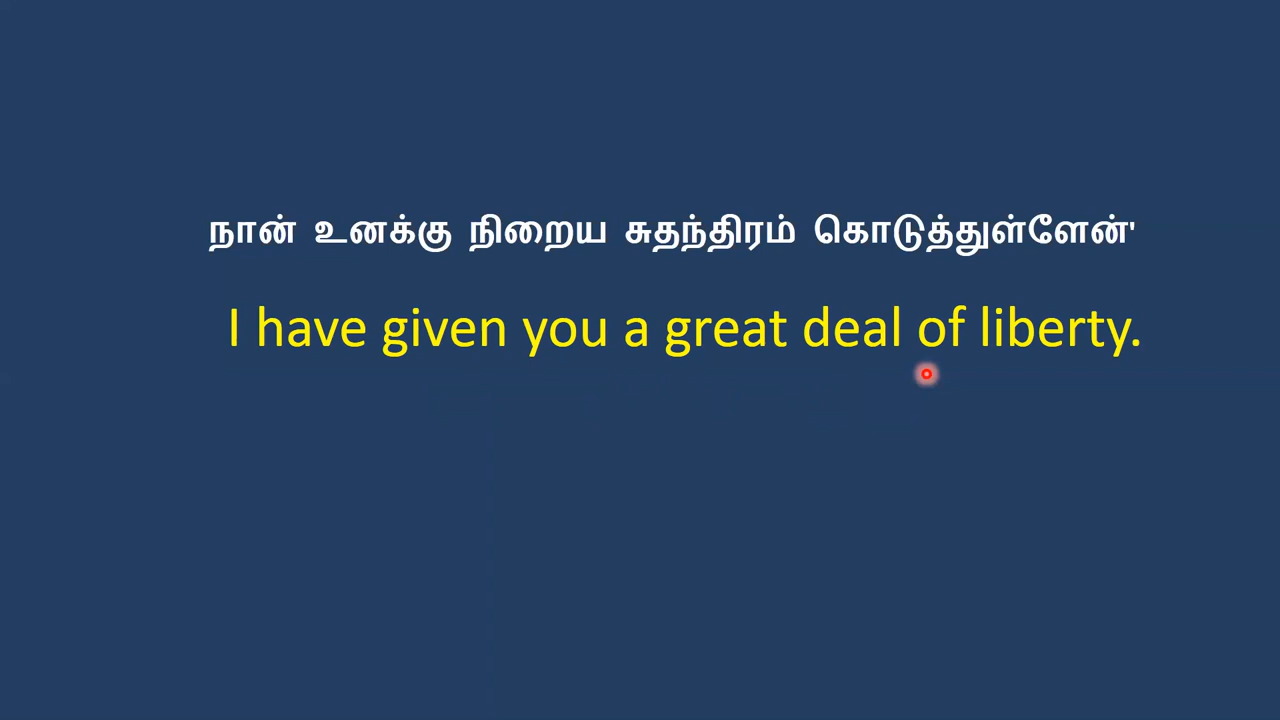 நான் உனக்கு நிறைய சுதந்திரம் கொடுத்துள்ளேன்'
I have given you a great deal of liberty.